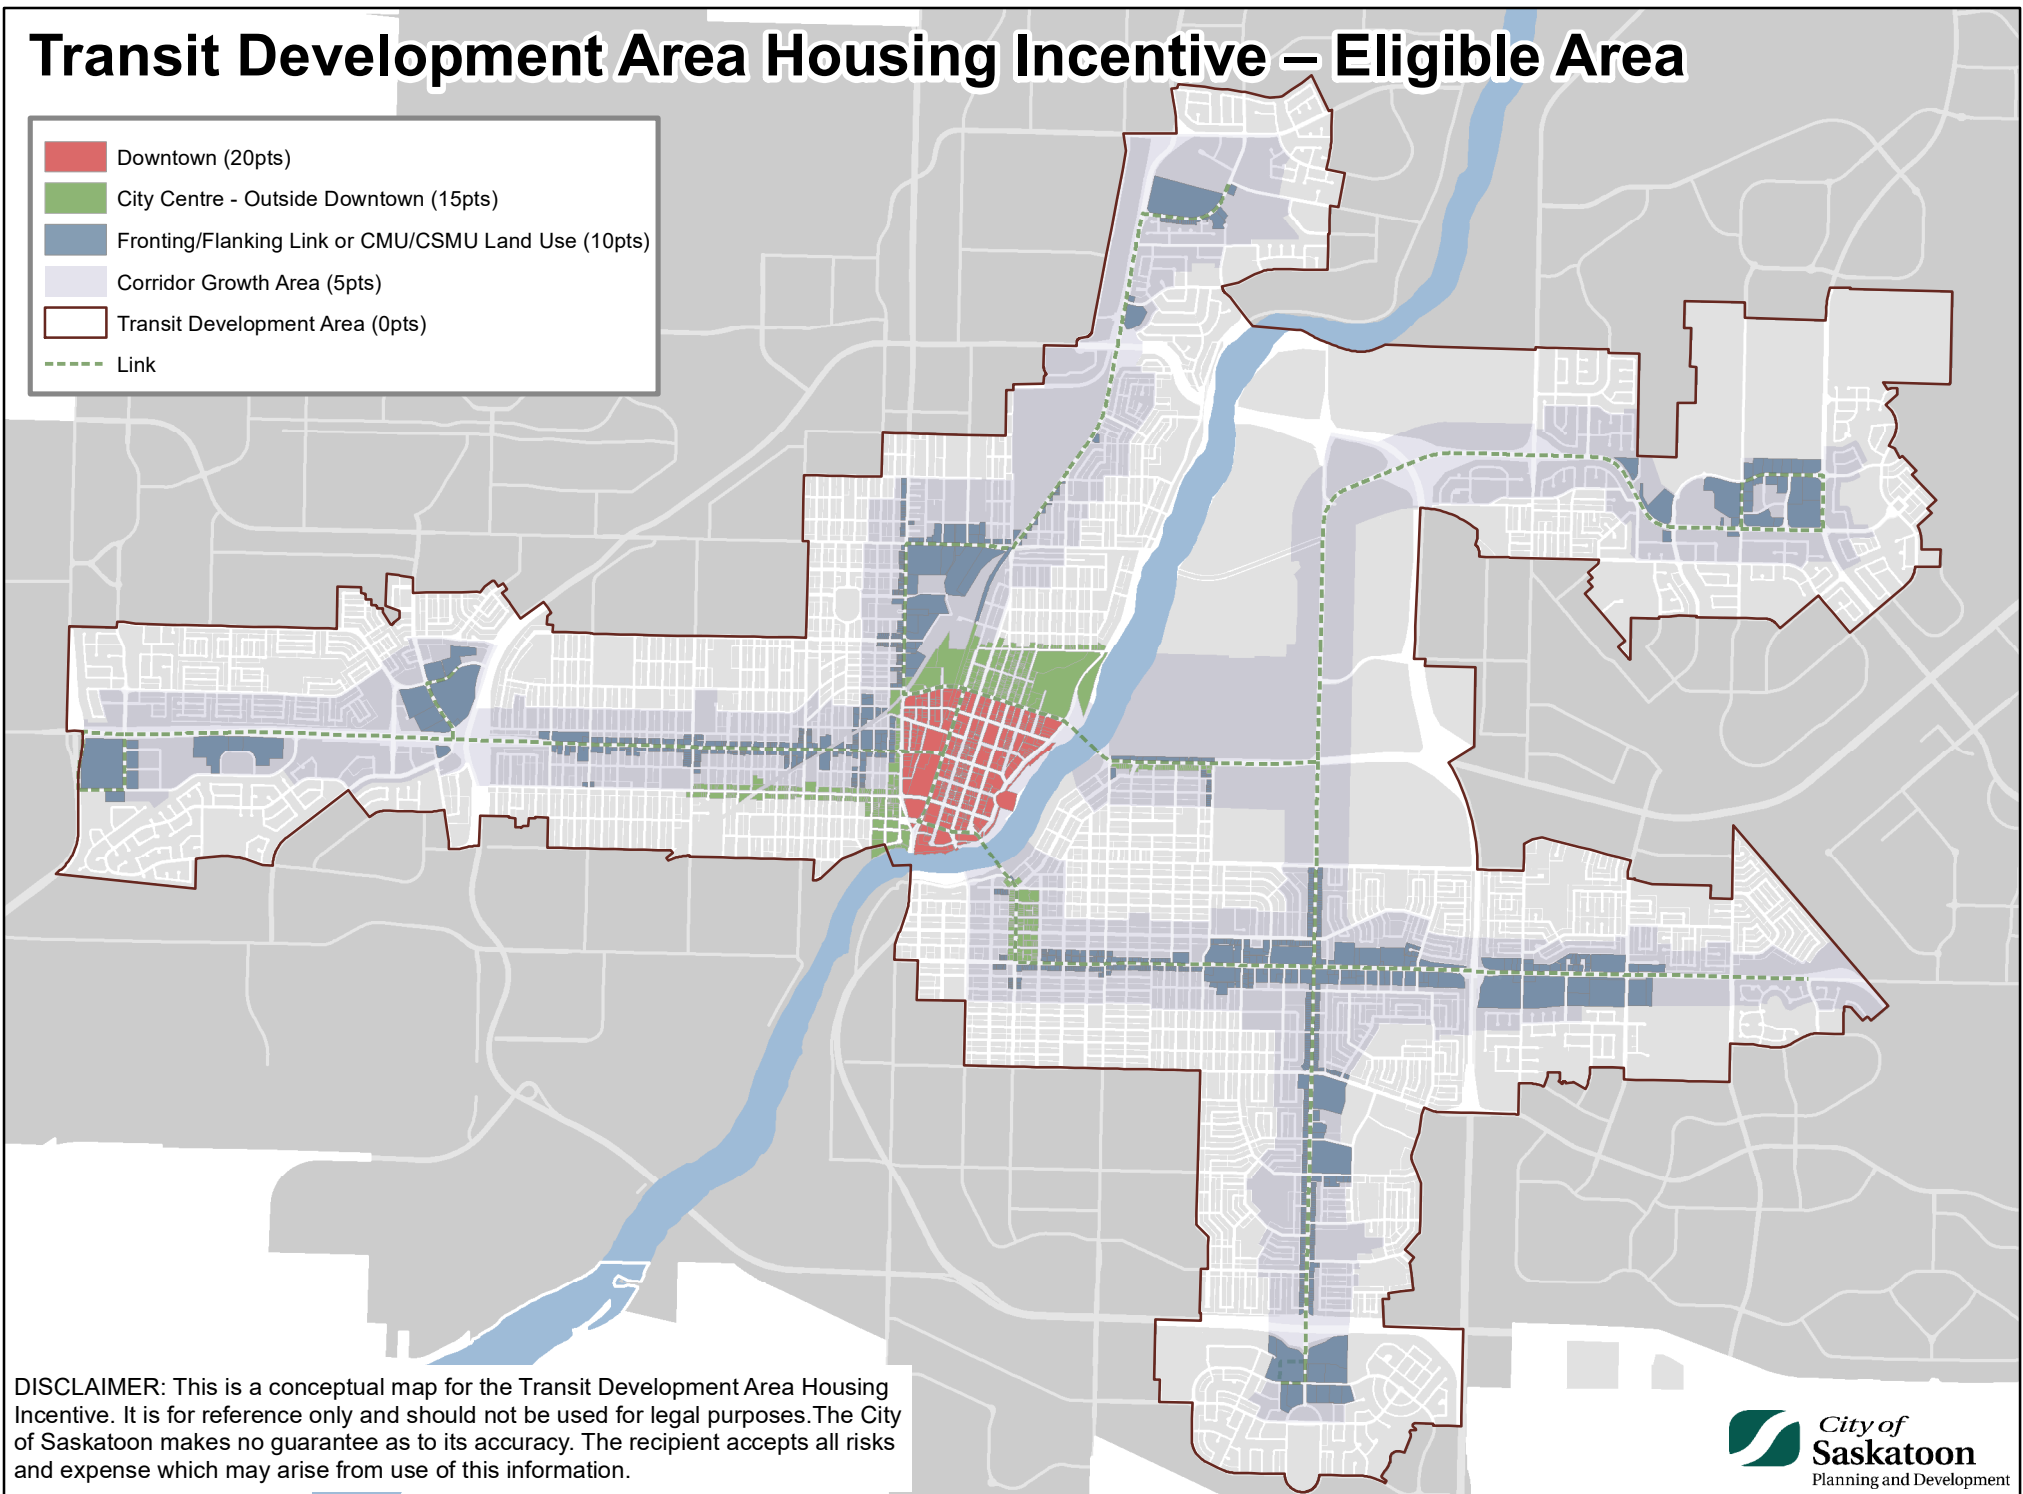 Transit Development Area Housing Incentive – Eligible Area
Downtown (20pts)
City Centre - Outside Downtown (15pts)
Fronting/Flanking Link or CMU/CSMU Land Use (10pts)
Corridor Growth Area (5pts)
Transit Development Area (0pts)
Link
DISCLAIMER: This is a conceptual map for the Transit Development Area Housing
Incentive. It is for reference only and should not be used for legal purposes.The City
of Saskatoon makes no guarantee as to its accuracy. The recipient accepts all risks
and expense which may arise from use of this information.
City of
Saskatoon
Planning and Development